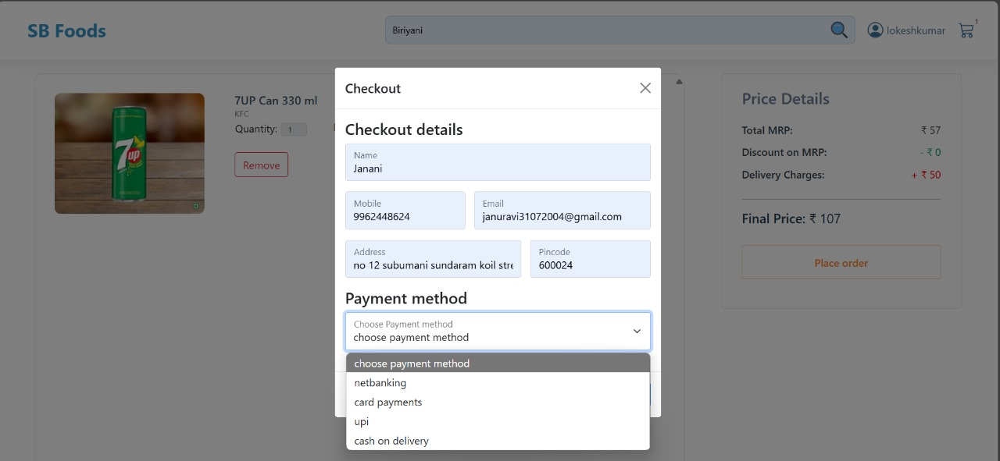 SB Foods
Biriyani
lokeshkumar
1
7UP Can 330 ml
KFC
Quantity: 1
Remove
7up
Checkout
Checkout details
Name
Janani
Mobile
9962448624
Email
januravi31072004@gmail.com
Address
no 12 subumani sundaram koil stre
Pincode
600024
Payment method
Choose Payment method
choose payment method
choose payment method
netbanking
card payments
upi
cash on delivery
Price Details
Total MRP: ₹ 57
Discount on MRP: - ₹ 0
Delivery Charges: + ₹ 50
Final Price: ₹ 107
Place order